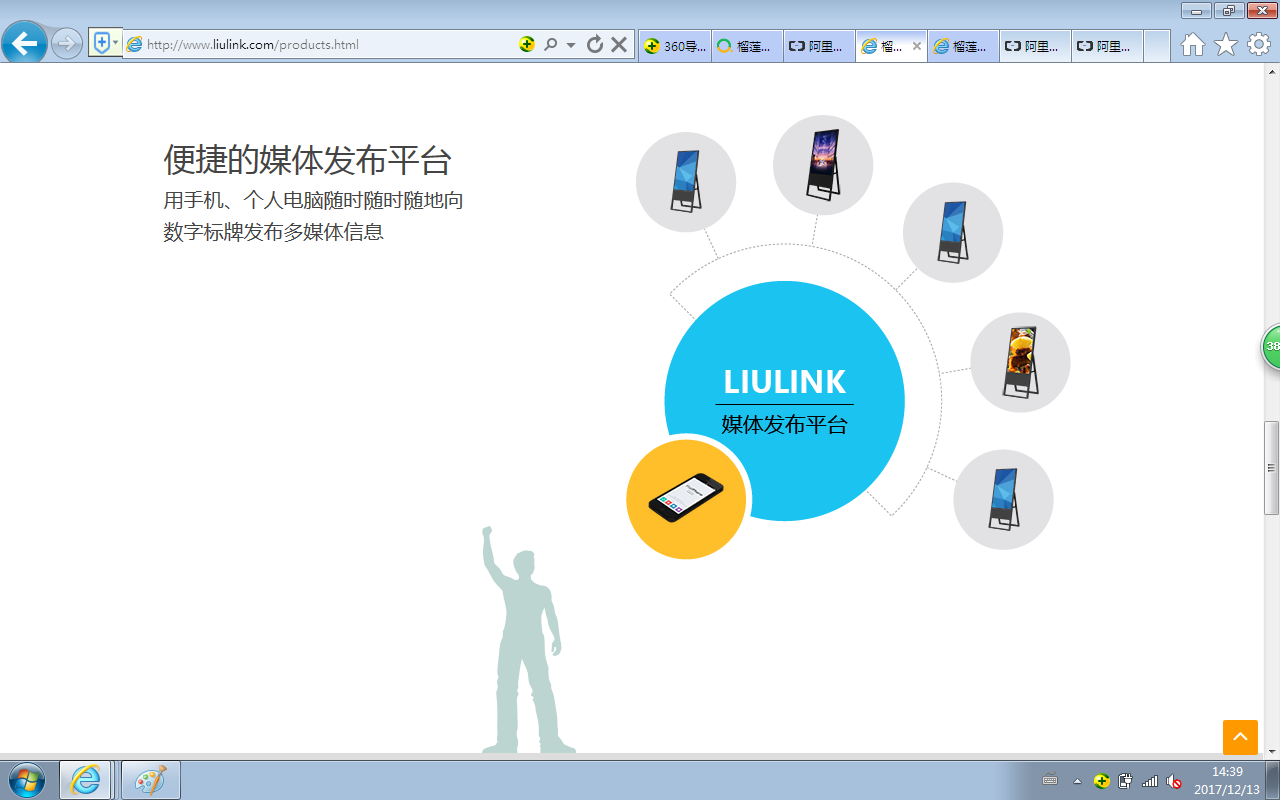 http://www.liulink.com/products.html
360导...
榴莲...
阿里...
榴...
榴莲...
阿里...
阿里...
便捷的媒体发布平台
用手机、个人电脑随时随时随地向
数字标牌发布多媒体信息
LIULINK
媒体发布平台
38
14:39
2017/12/13